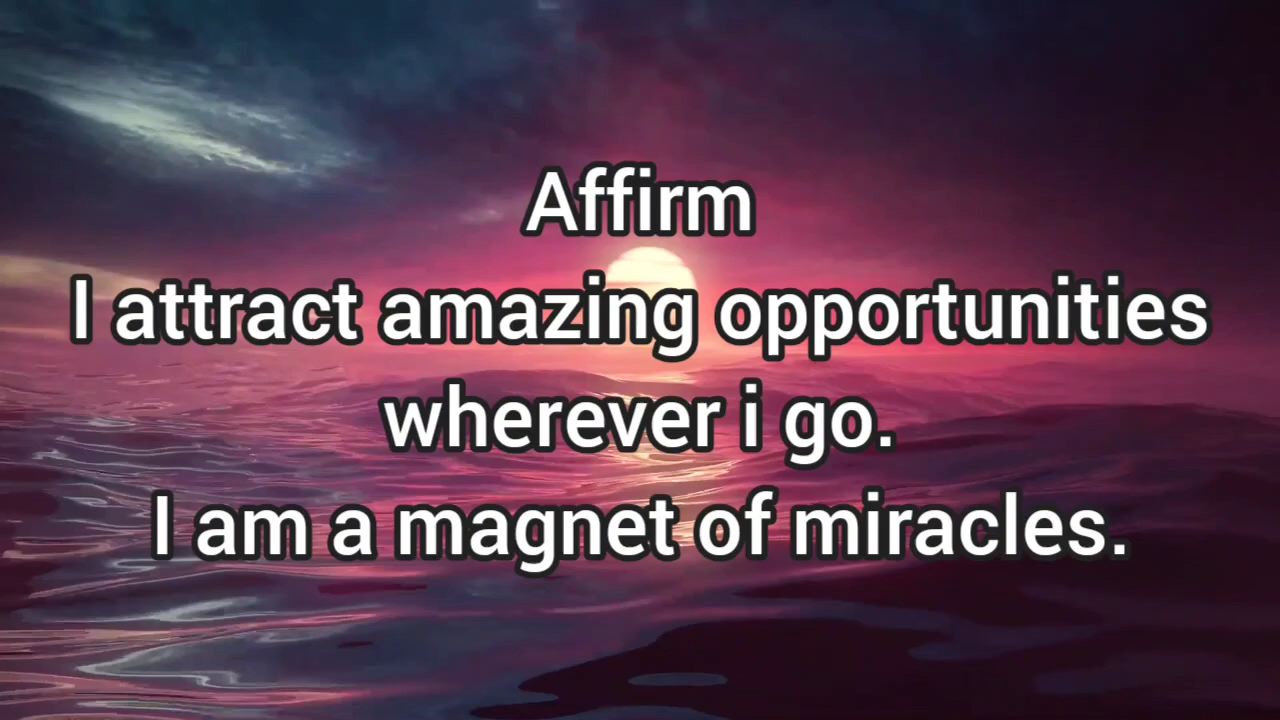 Affirm
I attract amazing opportunities
wherever i go.
I am a magnet of miracles.